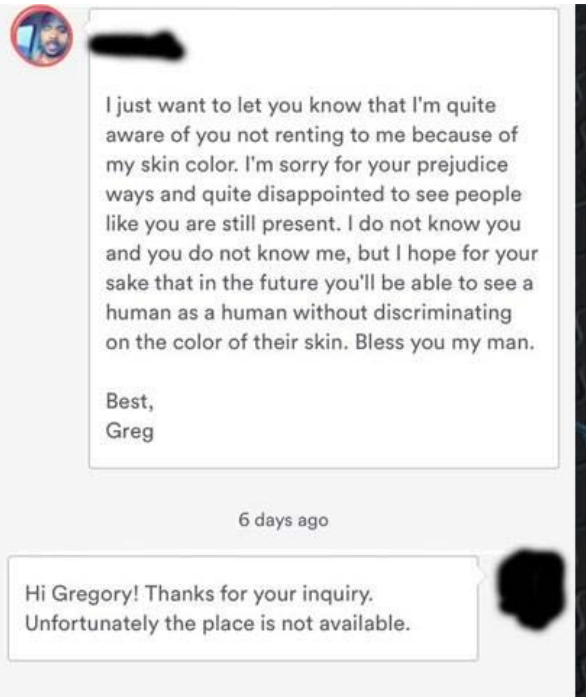 I just want to let you know that I'm quite
aware of you not renting to me because of
my skin color. I'm sorry for your prejudice
ways and quite disappointed to see people
like you are still present. I do not know you
and you do not know me, but I hope for your
sake that in the future you'll be able to see a
human as a human without discriminating
on the color of their skin. Bless you my man.
Best,
Greg
6 days ago
Hi Gregory! Thanks for your inquiry.
Unfortunately the place is not available.